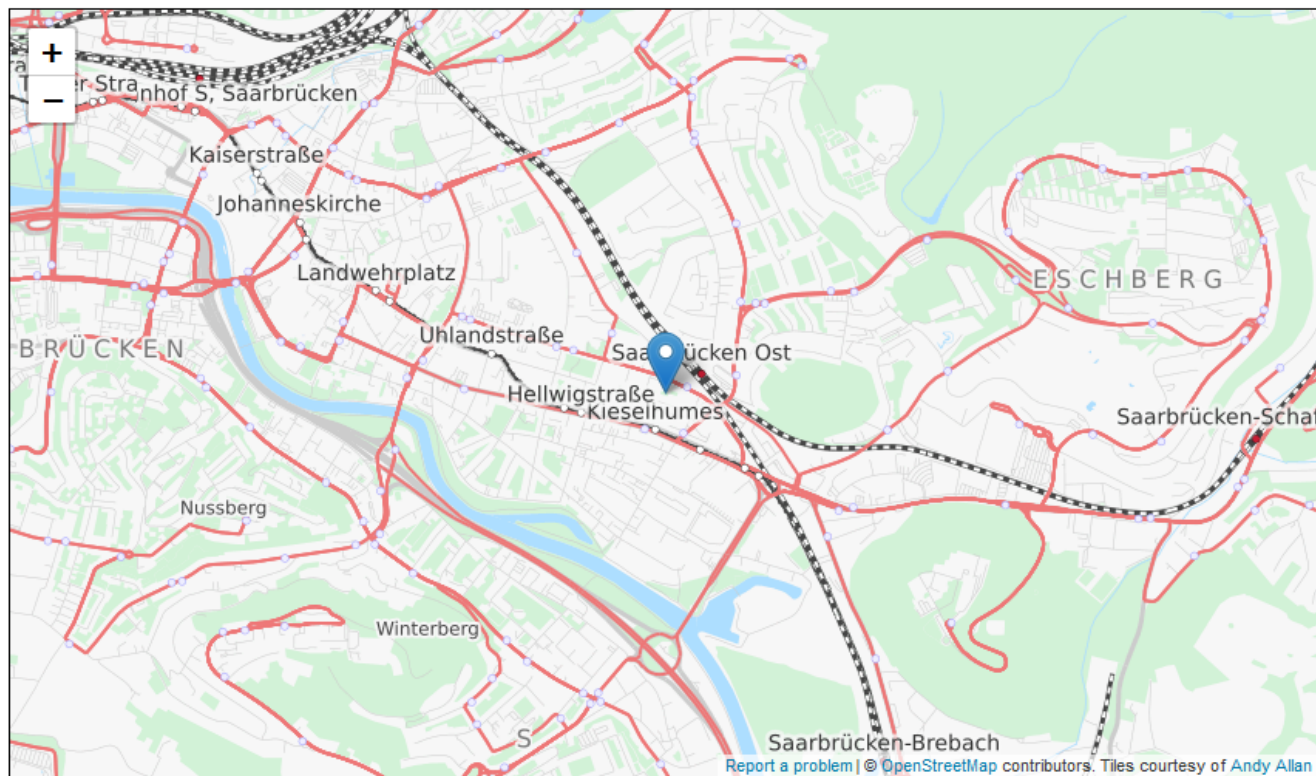 +
−
Kaiserstraße
nhof S, Saarbrücken
Johanneskirche
Landwehrplatz
Uhlandstraße
ESCHBERG
BRÜCKEN
Hellwigstraße
Kieselhumes
Saarbrücken Ost
Saarbrücken-Schaf
Nussberg
Winterberg
S
Saarbrücken-Brebach
Report a problem | © OpenStreetMap contributors. Tiles courtesy of Andy Allan